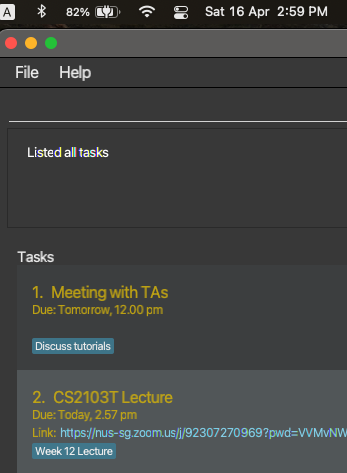 A 82% Sat 16 Apr 2:59 PM
File Help
Listed all tasks
Tasks
1. Meeting with TAs
Due: Tomorrow, 12.00 pm
Discuss tutorials
2. CS2103T Lecture
Due: Today, 2.57 pm
Link: https://nus-sg.zoom.us/j/92307270969?pwd=VVMvNW
Week 12 Lecture